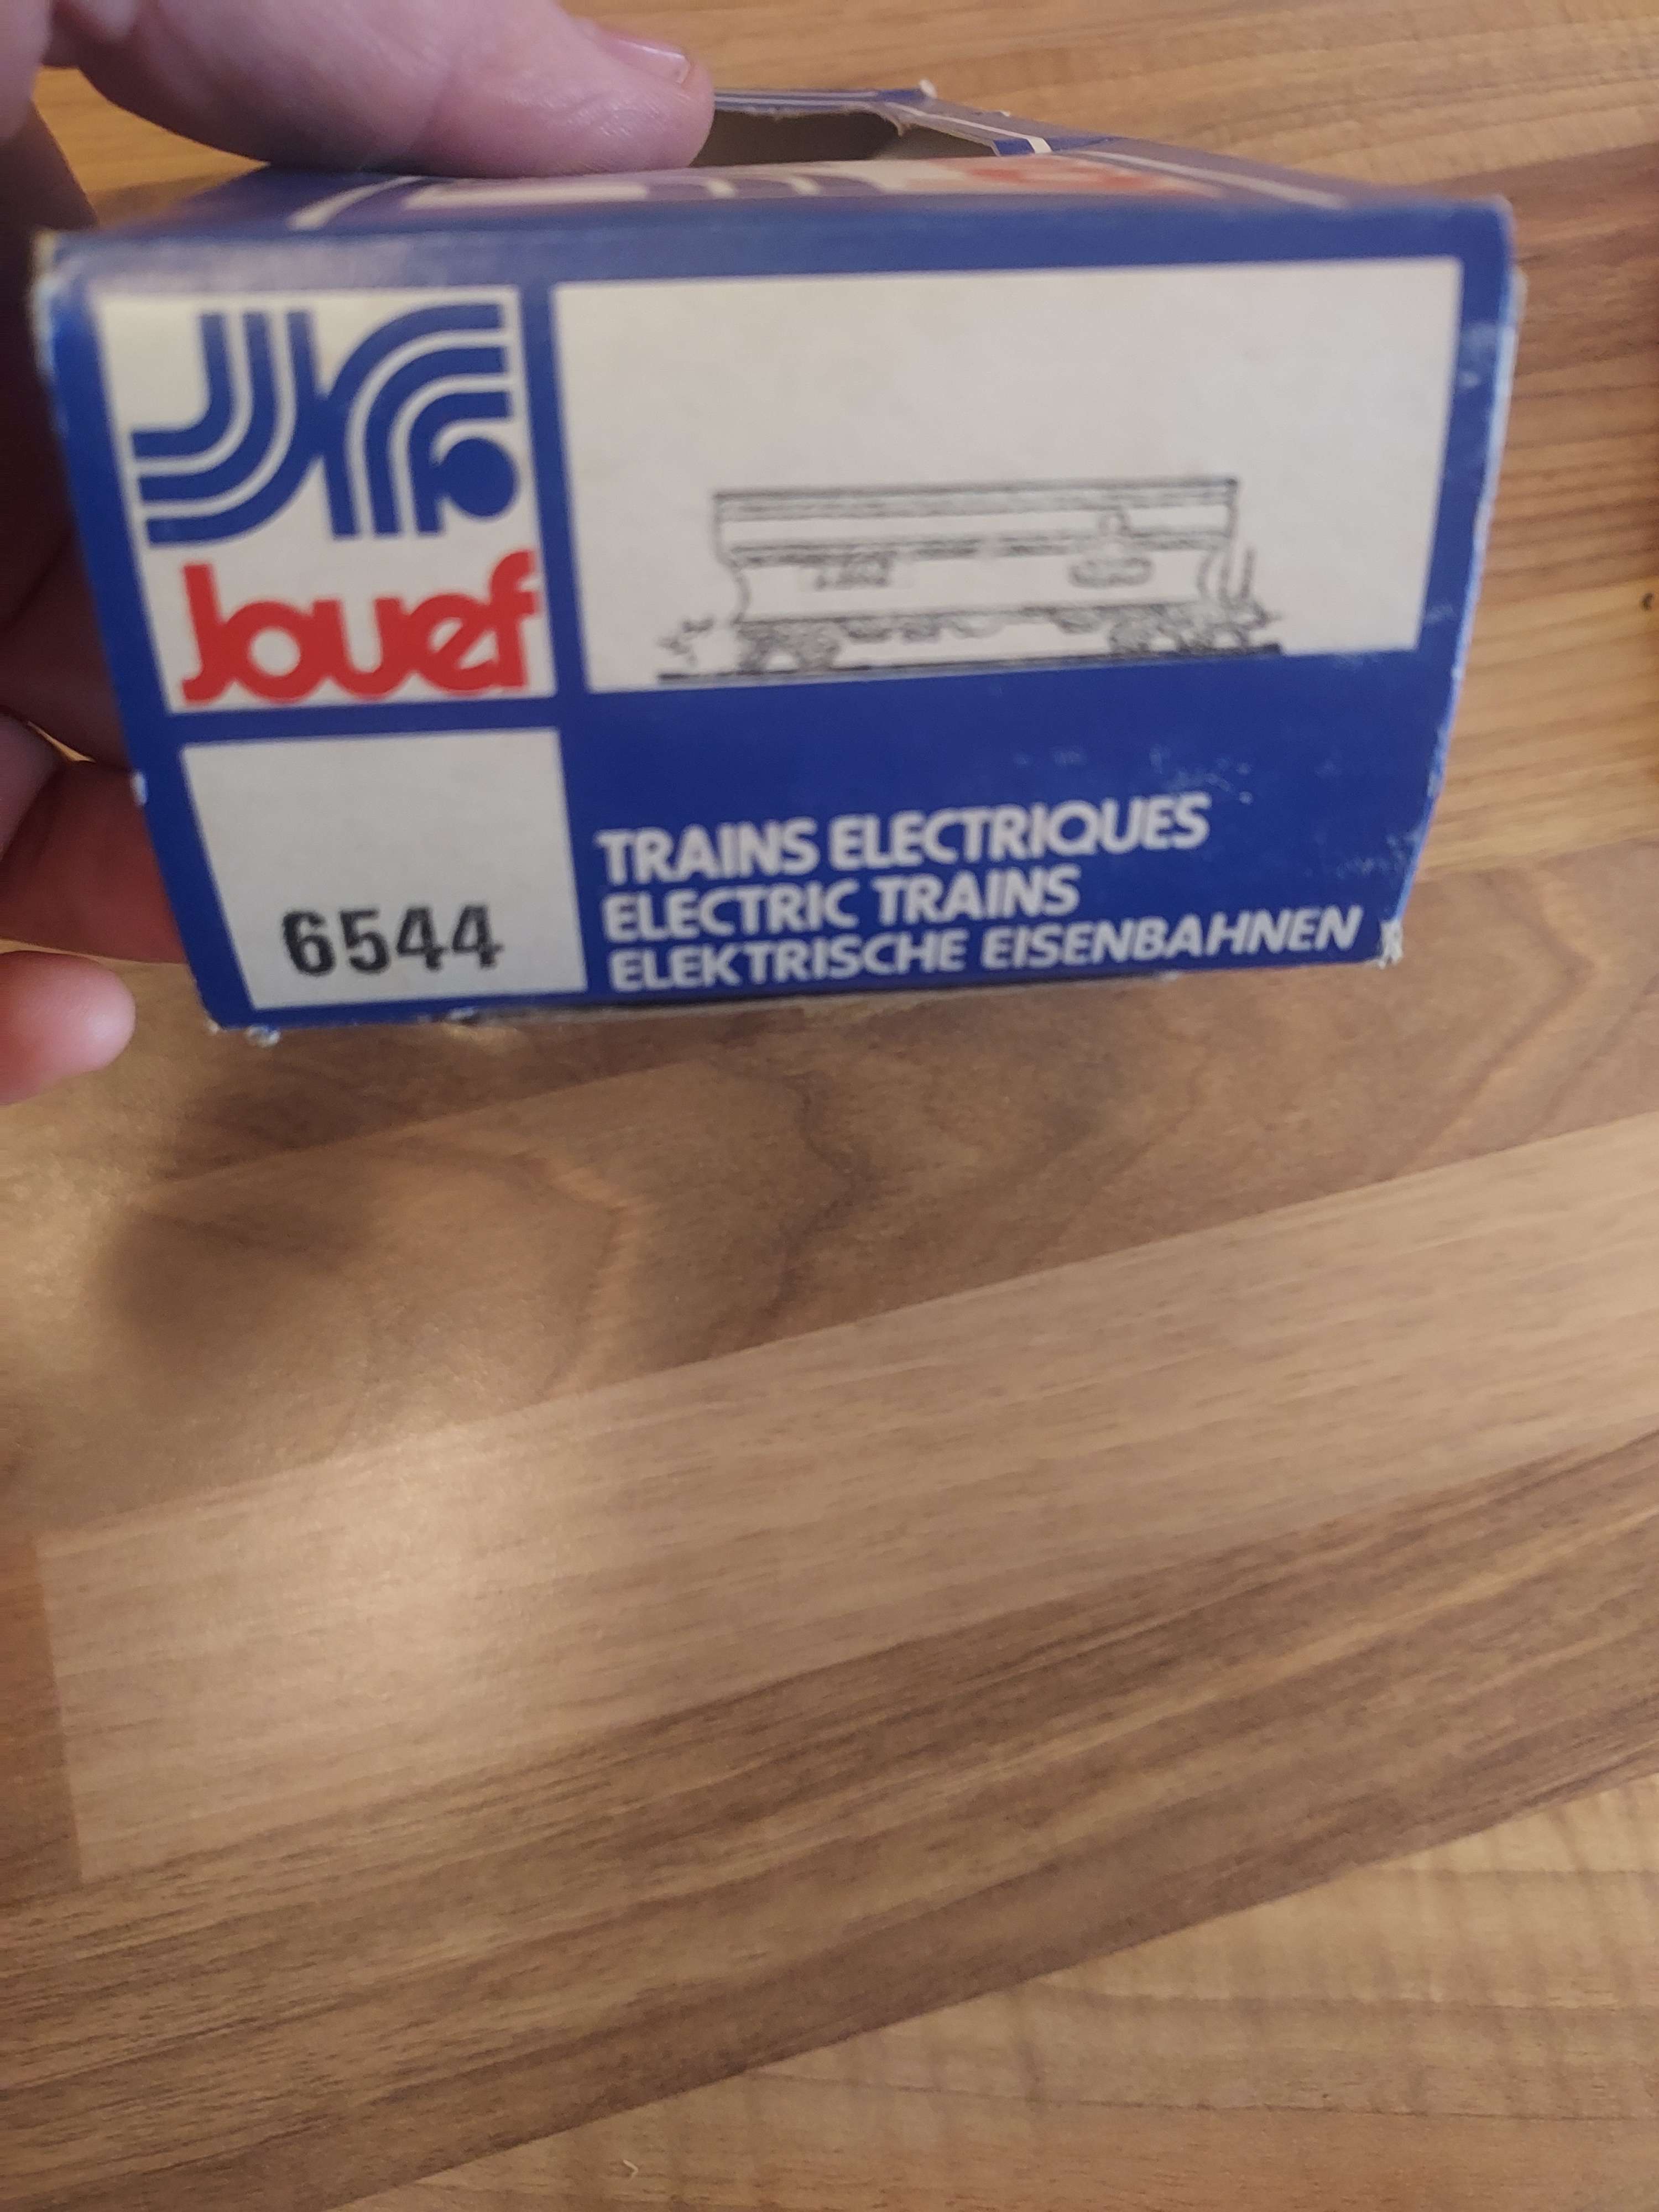 Jouef
6544
TRAINS ELECTRIQUES
ELECTRIC TRAINS
ELEKTRISCHE EISENBAHNEN